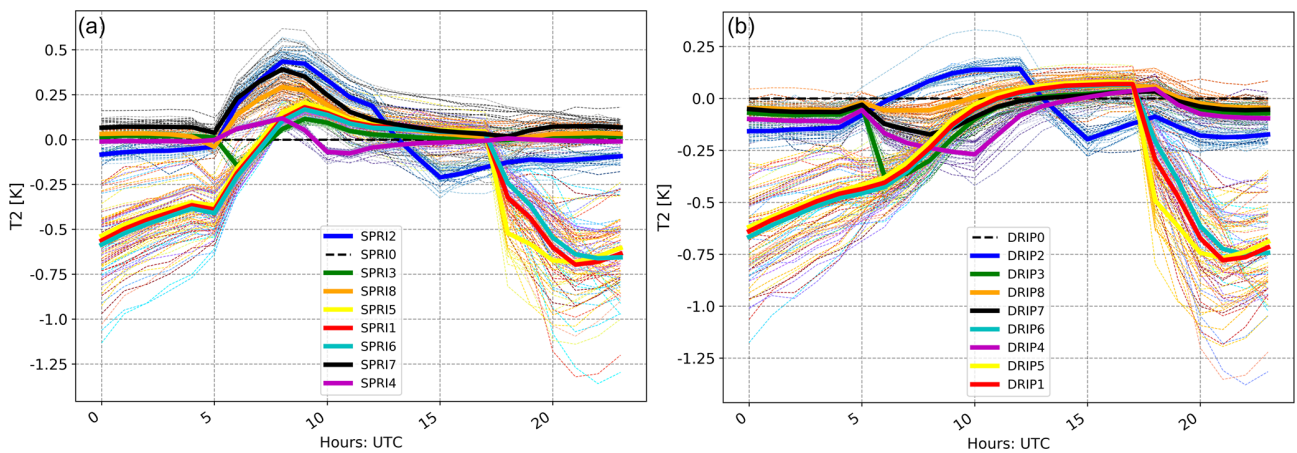 (a)
T2 [K]
0.5
0.25
0.0
-0.25
-0.5
-0.75
-1.0
-1.25
0
5
10
15
20
Hours: UTC
SPRI2
SPRI0
SPRI3
SPRI8
SPRI5
SPRI1
SPRI6
SPRI7
SPRI4
(b)
T2 [K]
0.25
0.0
-0.25
-0.5
-0.75
-1.0
-1.25
0
5
10
15
20
Hours: UTC
DRIP0
DRIP2
DRIP3
DRIP8
DRIP7
DRIP6
DRIP4
DRIP5
DRIP1